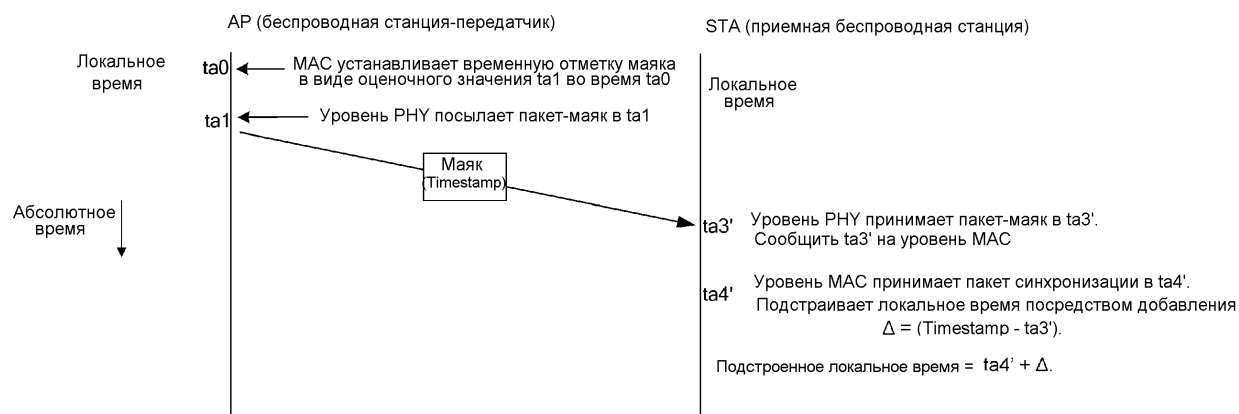 AP (беспроводная станция-передатчик)
STA (приемная беспроводная станция)
Локальное
время
ta0
MAC устанавливает временную отметку маяка
в виде оценочного значения ta1 во время ta0
Локальное
время
ta1
Уровень PHY посылает пакет-маяк в ta1
Маяк
(Timestamp)
Абсолютное
время
ta3'
Уровень PHY принимает пакет-маяк в ta3'.
Сообщить ta3' на уровень MAC
ta4'
Уровень MAC принимает пакет синхронизации в ta4'.
Подстраивает локальное время посредством добавления
Δ = (Timestamp - ta3').
Подстроенное локальное время = ta4' + Δ.